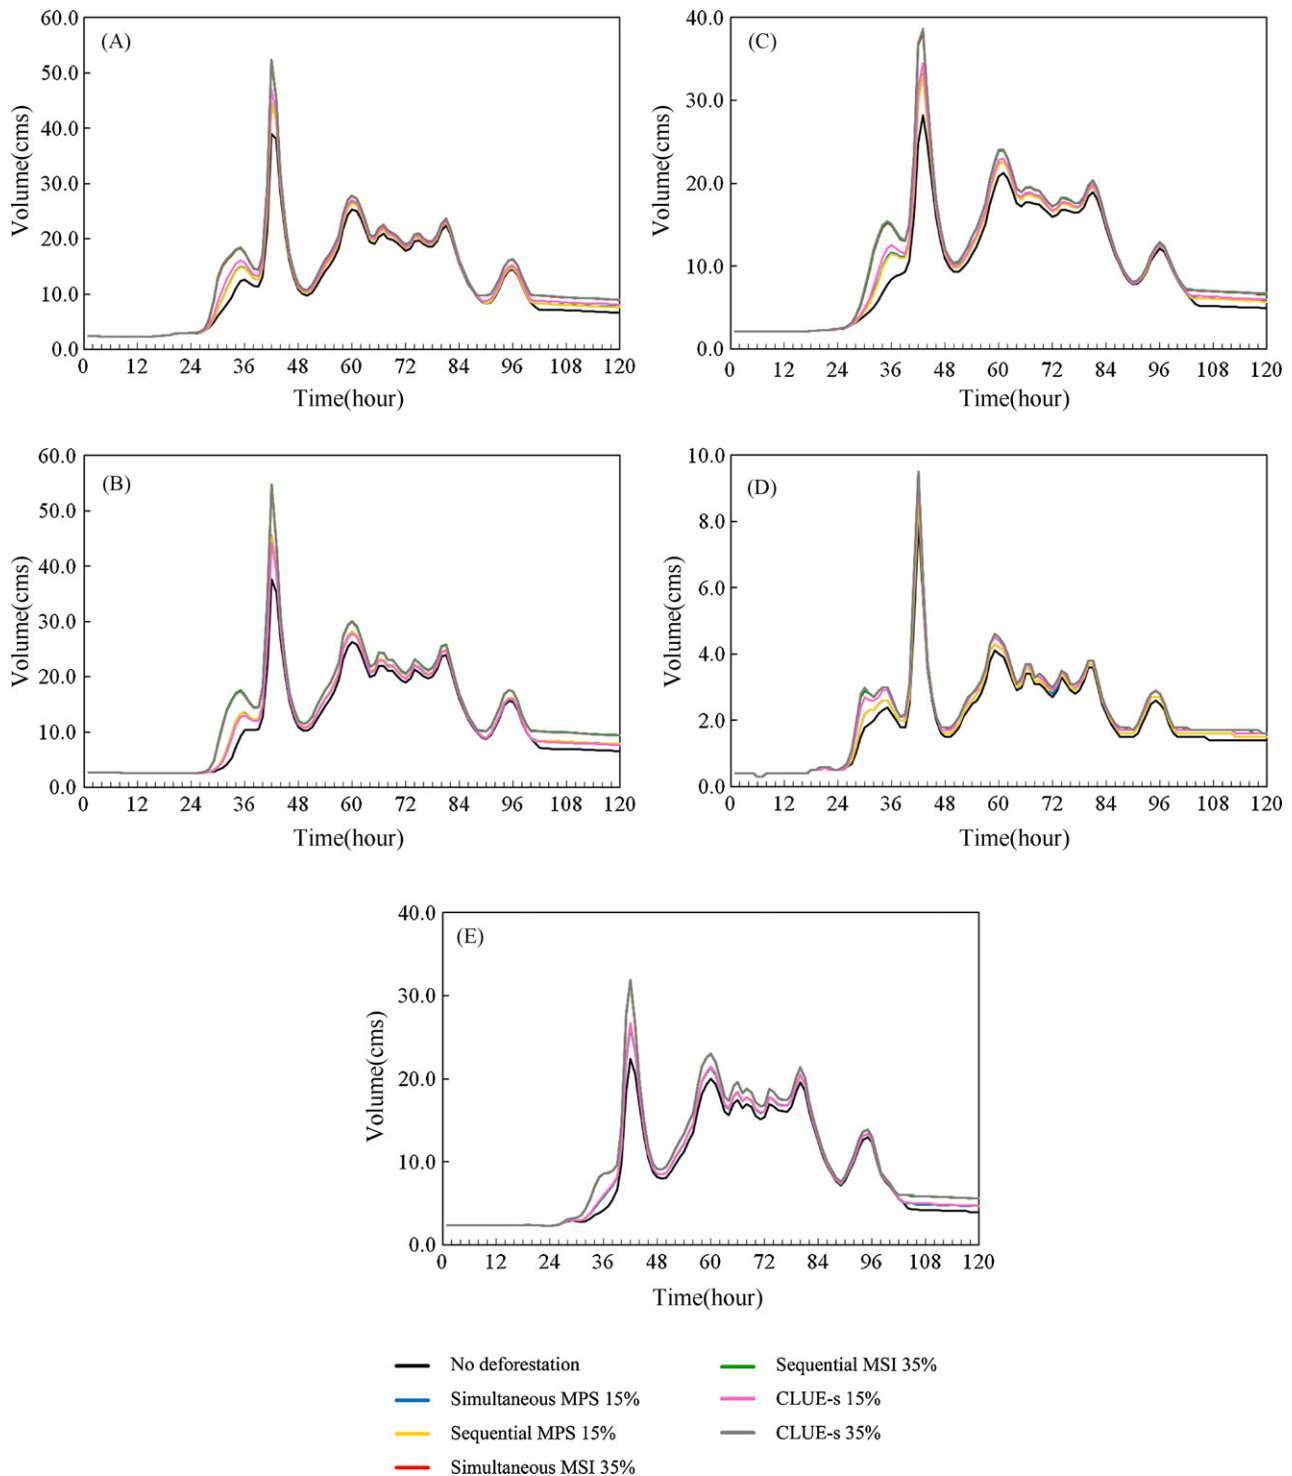 60.0
50.0
40.0
30.0
20.0
10.0
0.0
Volume(cms)
(A)
0 12 24 36 48 60 72 84 96 108 120
Time(hour)
40.0
30.0
20.0
10.0
0.0
Volume(cms)
(C)
0 12 24 36 48 60 72 84 96 108 120
Time(hour)
60.0
50.0
40.0
30.0
20.0
10.0
0.0
Volume(cms)
(B)
0 12 24 36 48 60 72 84 96 108 120
Time(hour)
10.0
8.0
6.0
4.0
2.0
0.0
Volume(cms)
(D)
0 12 24 36 48 60 72 84 96 108 120
Time(hour)
40.0
30.0
20.0
10.0
0.0
Volume(cms)
(E)
0 12 24 36 48 60 72 84 96 108 120
Time(hour)
No deforestation
Simultaneous MPS 15%
Sequential MPS 15%
Simultaneous MSI 35%
Sequential MSI 35%
CLUE-s 15%
CLUE-s 35%